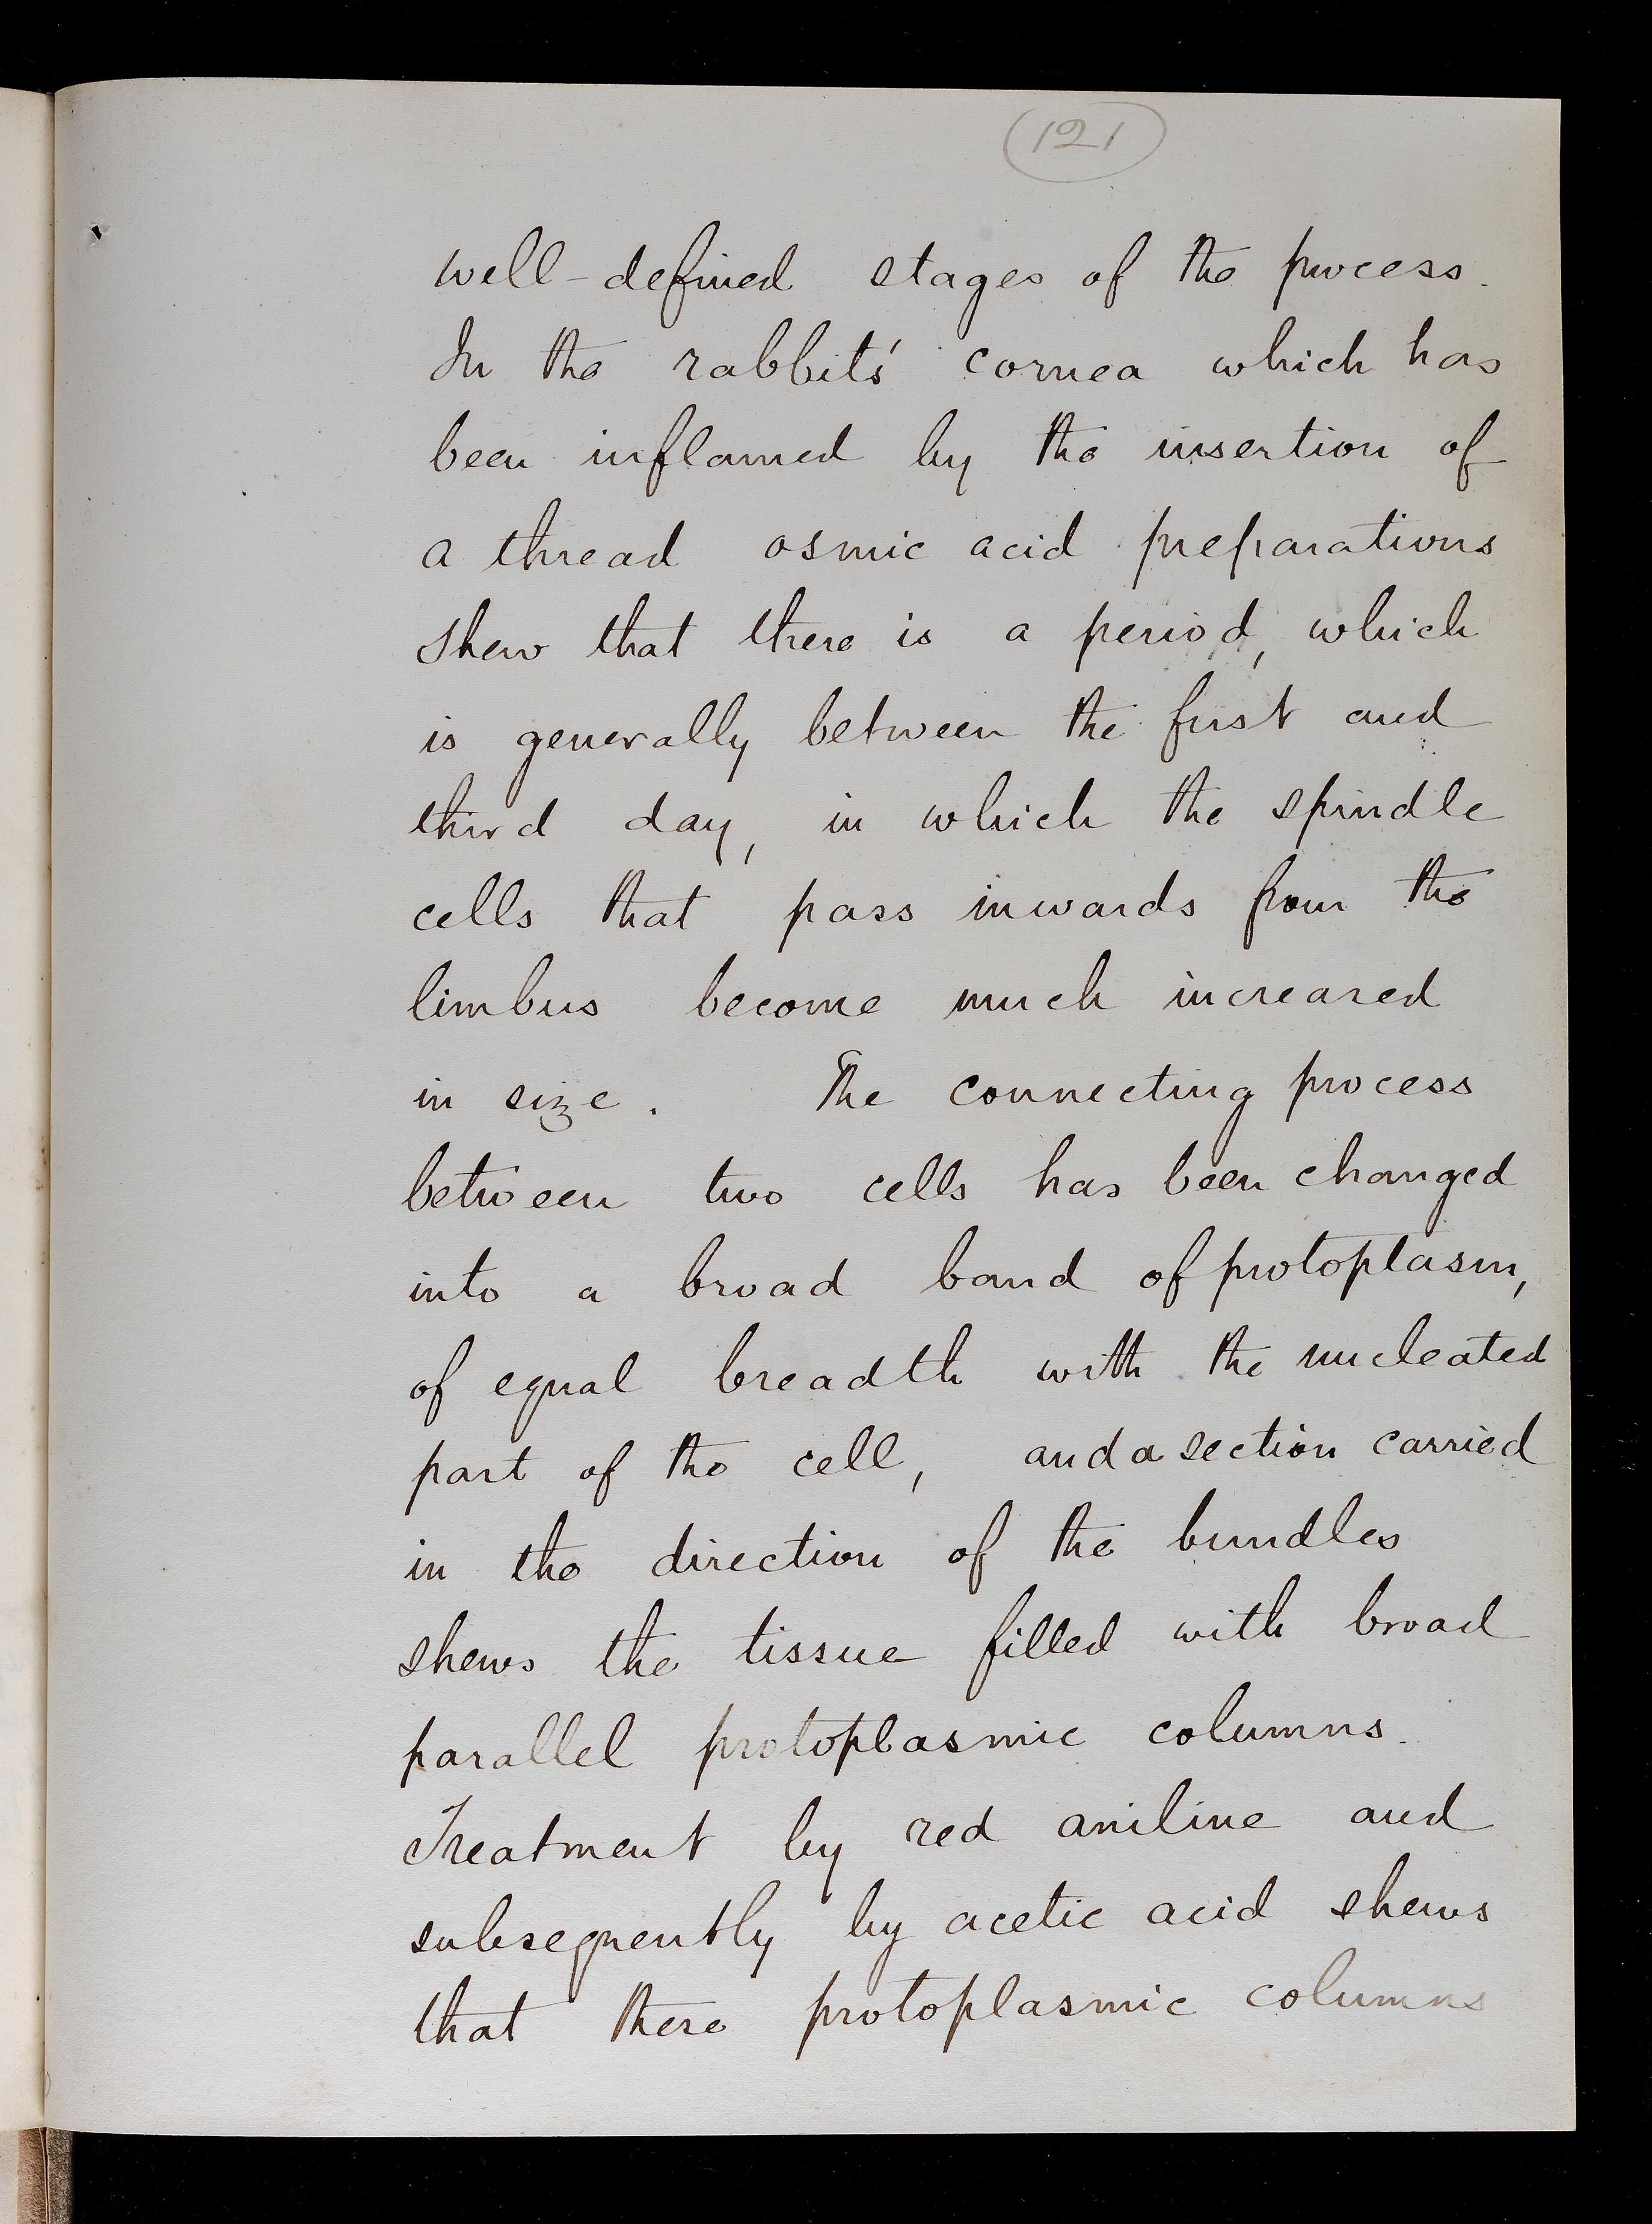 121
well-defined stages of the process.
In the rabbit's cornea which has
been inflamed by the insertion of
a thread osmic acid preparations
shew that there is a period, which
is generally between the first and
third day, in which the spindle
cells that pass inwards from the
limbus become much increased
in size. The connecting process
between two cells has been changed
into a broad band of protoplasm,
of equal breadth with the nucleated
part of the cell, and a section carried
in the direction of the bundles
shews the tissue filled with broad
parallel protoplasmic columns.
Treatment by red aniline and
subsequently by acetic acid shews
that these protoplasmic columns